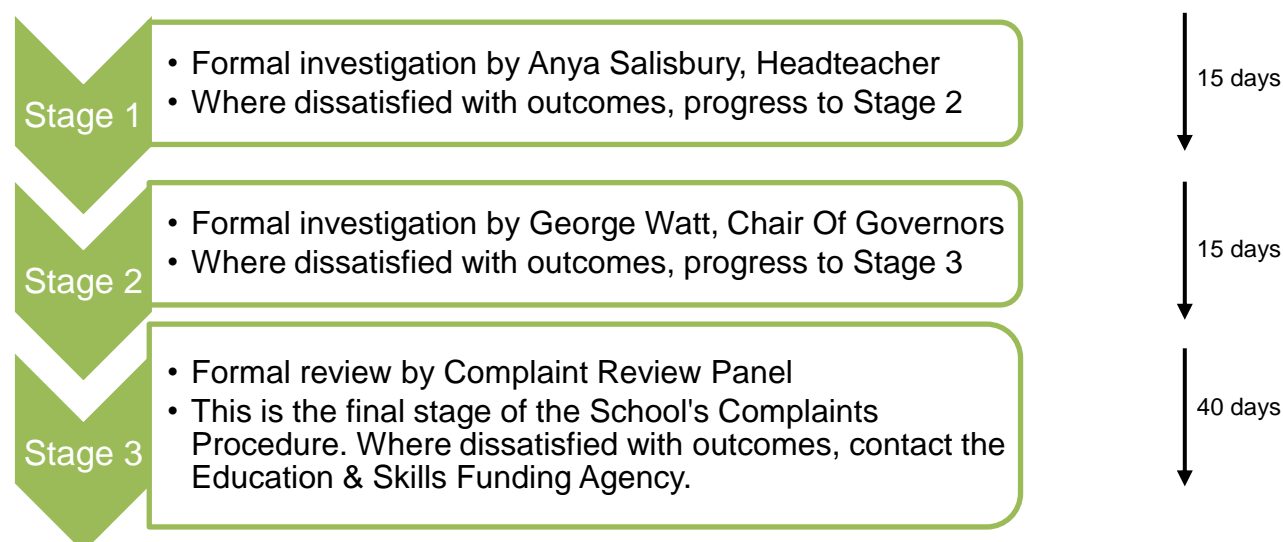 Stage 1
• Formal investigation by Anya Salisbury, Headteacher
• Where dissatisfied with outcomes, progress to Stage 2
15 days
Stage 2
• Formal investigation by George Watt, Chair Of Governors
• Where dissatisfied with outcomes, progress to Stage 3
15 days
Stage 3
• Formal review by Complaint Review Panel
• This is the final stage of the School's Complaints
Procedure. Where dissatisfied with outcomes, contact the
Education & Skills Funding Agency.
40 days